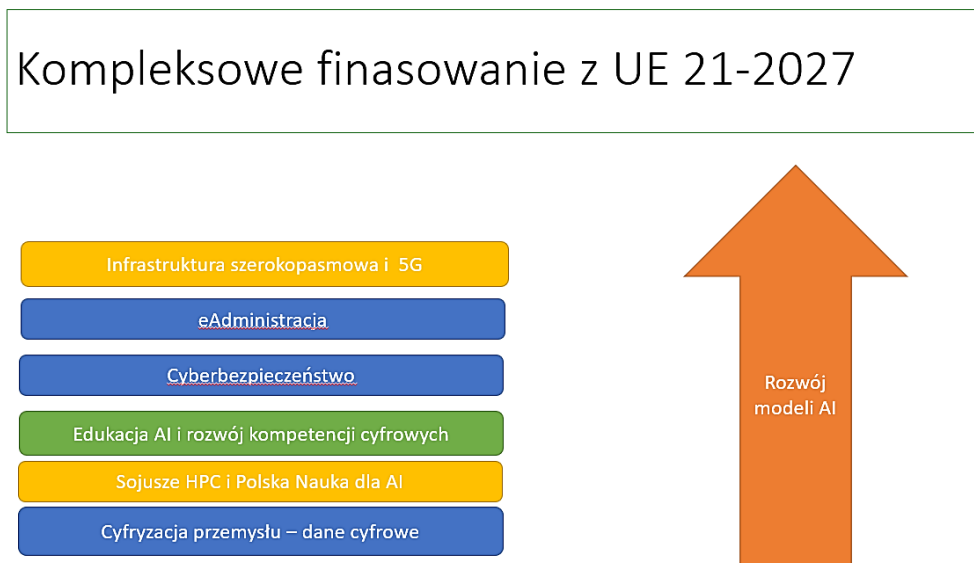 Kompleksowe finasowanie z UE 21-2027
Infrastruktura szerokopasmowa i 5G
eAdministracja
Cyberbezpieczeństwo
Edukacja AI i rozwój kompetencji cyfrowych
Sojusze HPC i Polska Nauka dla AI
Cyfryzacja przemysłu – dane cyfrowe
Rozwój
modeli AI